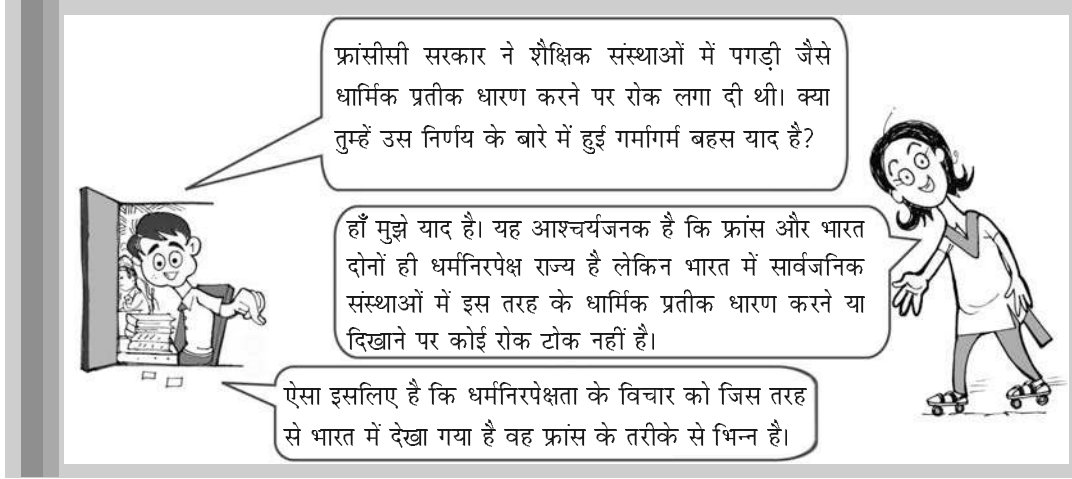 फ्रांसीसी सरकार ने शैक्षिक संस्थाओं में पगड़ी जैसे
धार्मिक प्रतीक धारण करने पर रोक लगा दी थी। क्या
तुम्हें उस निर्णय के बारे में हुई गर्मागर्म बहस याद है?
हाँ मुझे याद है। यह आश्चर्यजनक है कि फ्रांस और भारत
दोनों ही धर्मनिरपेक्ष राज्य है लेकिन भारत में सार्वजनिक
संस्थाओं में इस तरह के धार्मिक प्रतीक धारण करने या
दिखाने पर कोई रोक टोक नहीं है।
ऐसा इसलिए है कि धर्मनिरपेक्षता के विचार को जिस तरह
से भारत में देखा गया है वह फ्रांस के तरीके से भिन्न है।